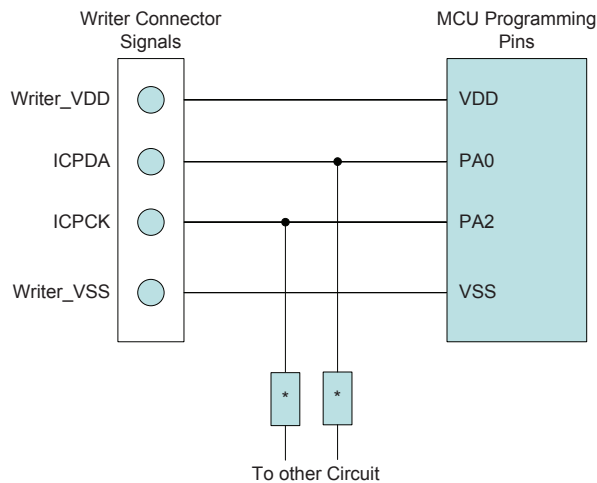 Writer Connector
Signals
MCU Programming
Pins
Writer_VDD
VDD
ICPDA
PA0
ICPCK
PA2
Writer_VSS
VSS
*
*
To other Circuit